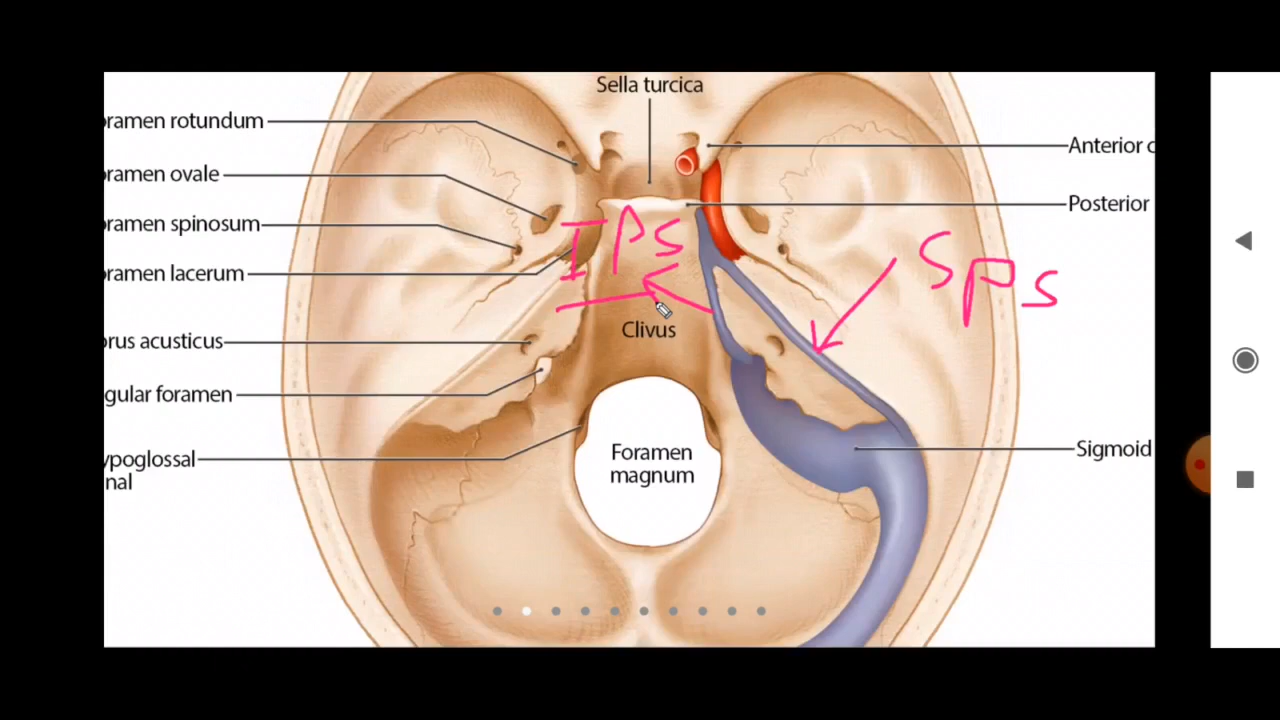 Sella turcica
oramen rotundum
Anterior c
oramen ovale
Posterior
oramen spinosum
IPS
SPS
oramen lacerum
Clivus
orus acusticus
gular foramen
Foramen
magnum
Sigmoid
ypoglossal
nal